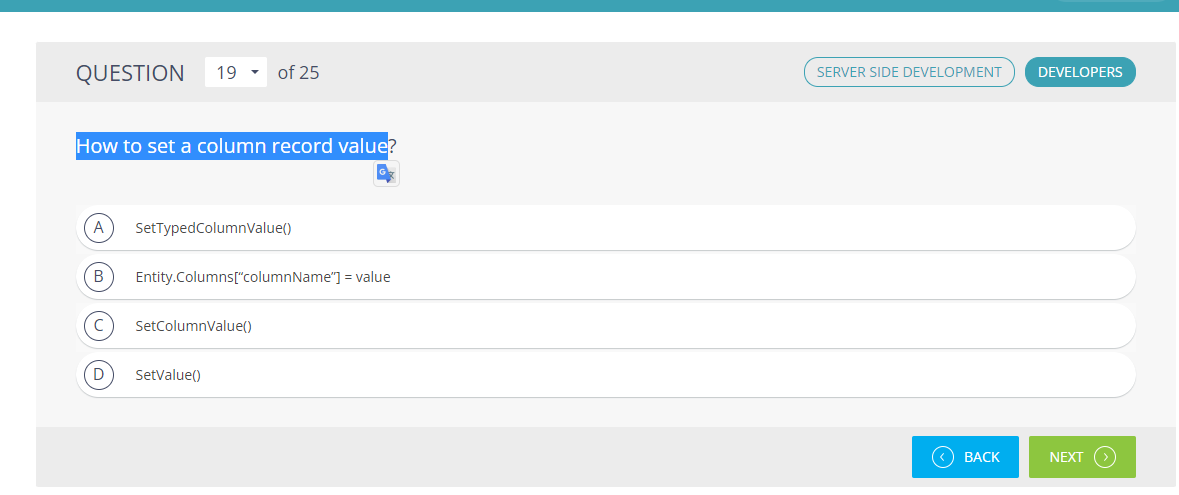 QUESTION 19 of 25 SERVER SIDE DEVELOPMENT DEVELOPERS
How to set a column record value?
G
A SetTypedColumnValue()
B Entity.Columns[“columnName”] = value
C SetColumnValue()
D SetValue()
BACK NEXT